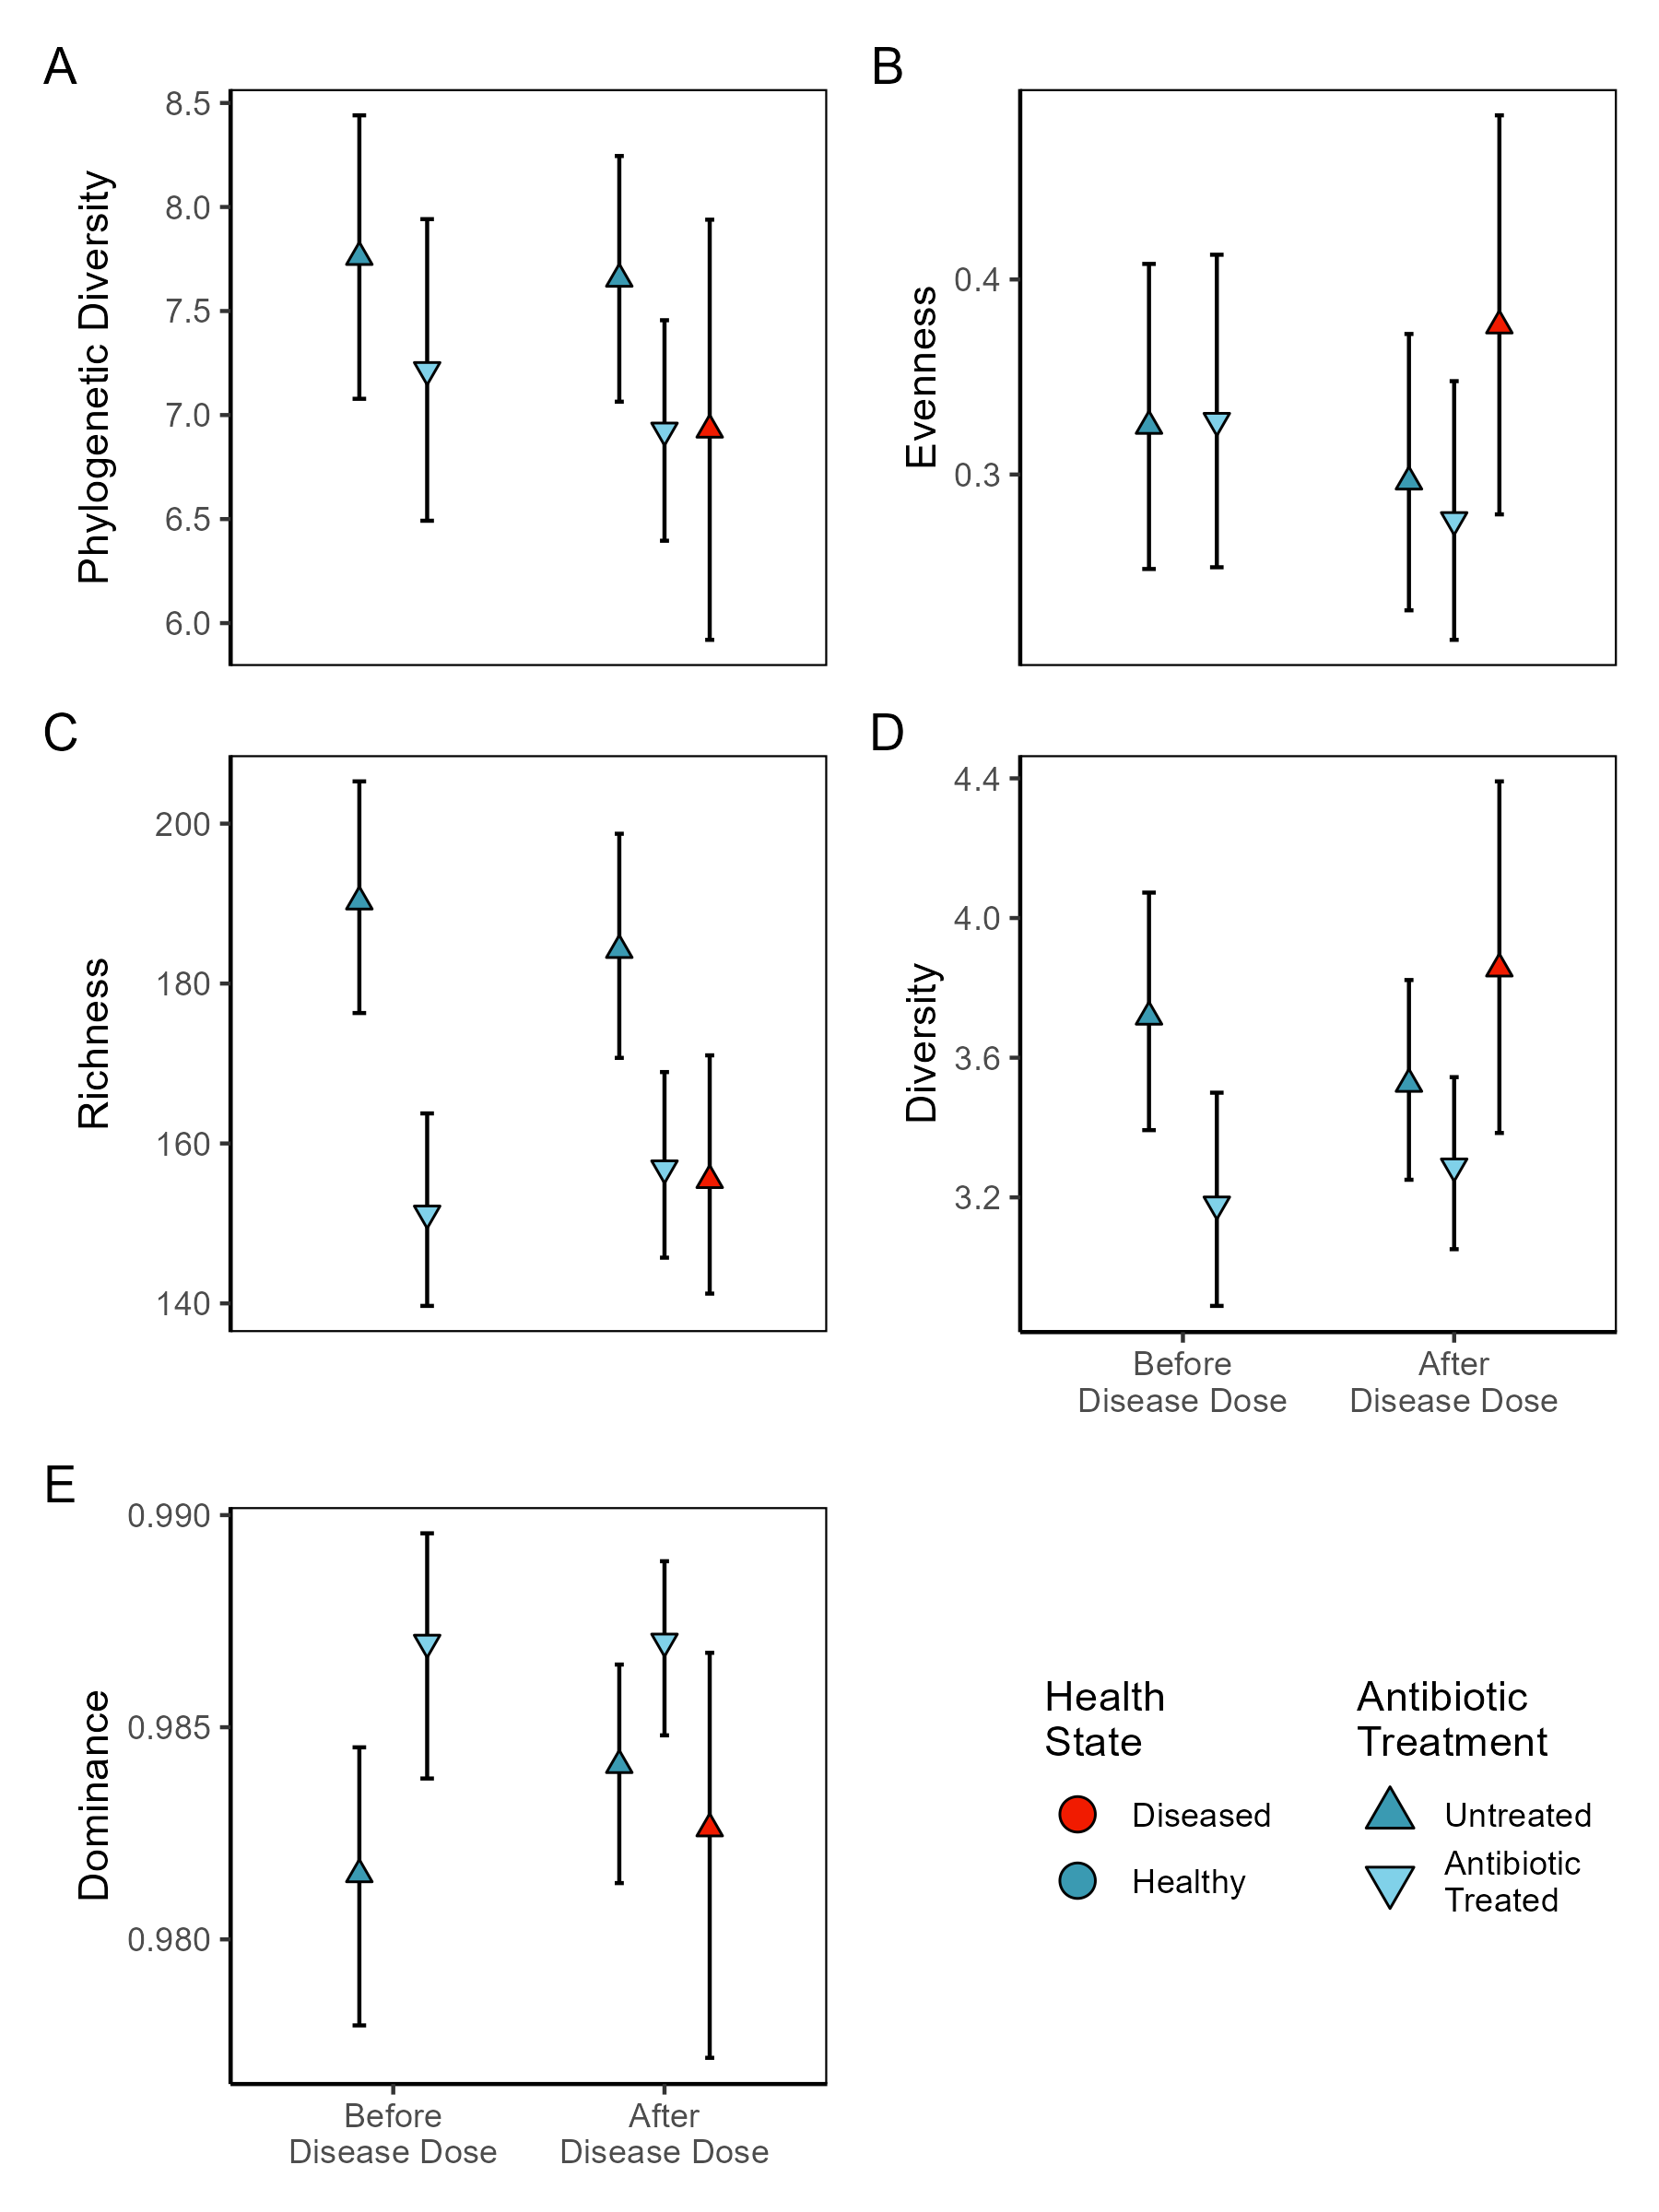 A
8.5
8.0
7.5
7.0
6.5
6.0
Phylogenetic Diversity
B
0.4
0.3
Evenness
C
200
180
160
140
Richness
D
4.4
4.0
3.6
3.2
Diversity
Before
Disease Dose
After
Disease Dose
E
0.990
0.985
0.980
Dominance
Before
Disease Dose
After
Disease Dose
Health
State
Diseased
Healthy
Antibiotic
Treatment
Untreated
Antibiotic
Treated